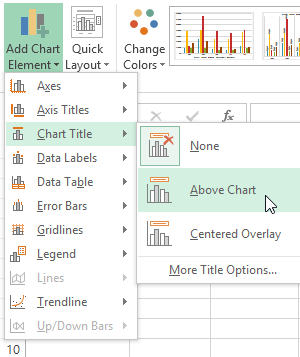 Add Chart
Element
Quick
Layout
Change
Colors
Axes
Axis Titles
Chart Title
Data Labels
Data Table
Error Bars
Gridlines
Legend
Lines
Trendline
Up/Down Bars
fx
None
Above Chart
Centered Overlay
More Title Options...
10